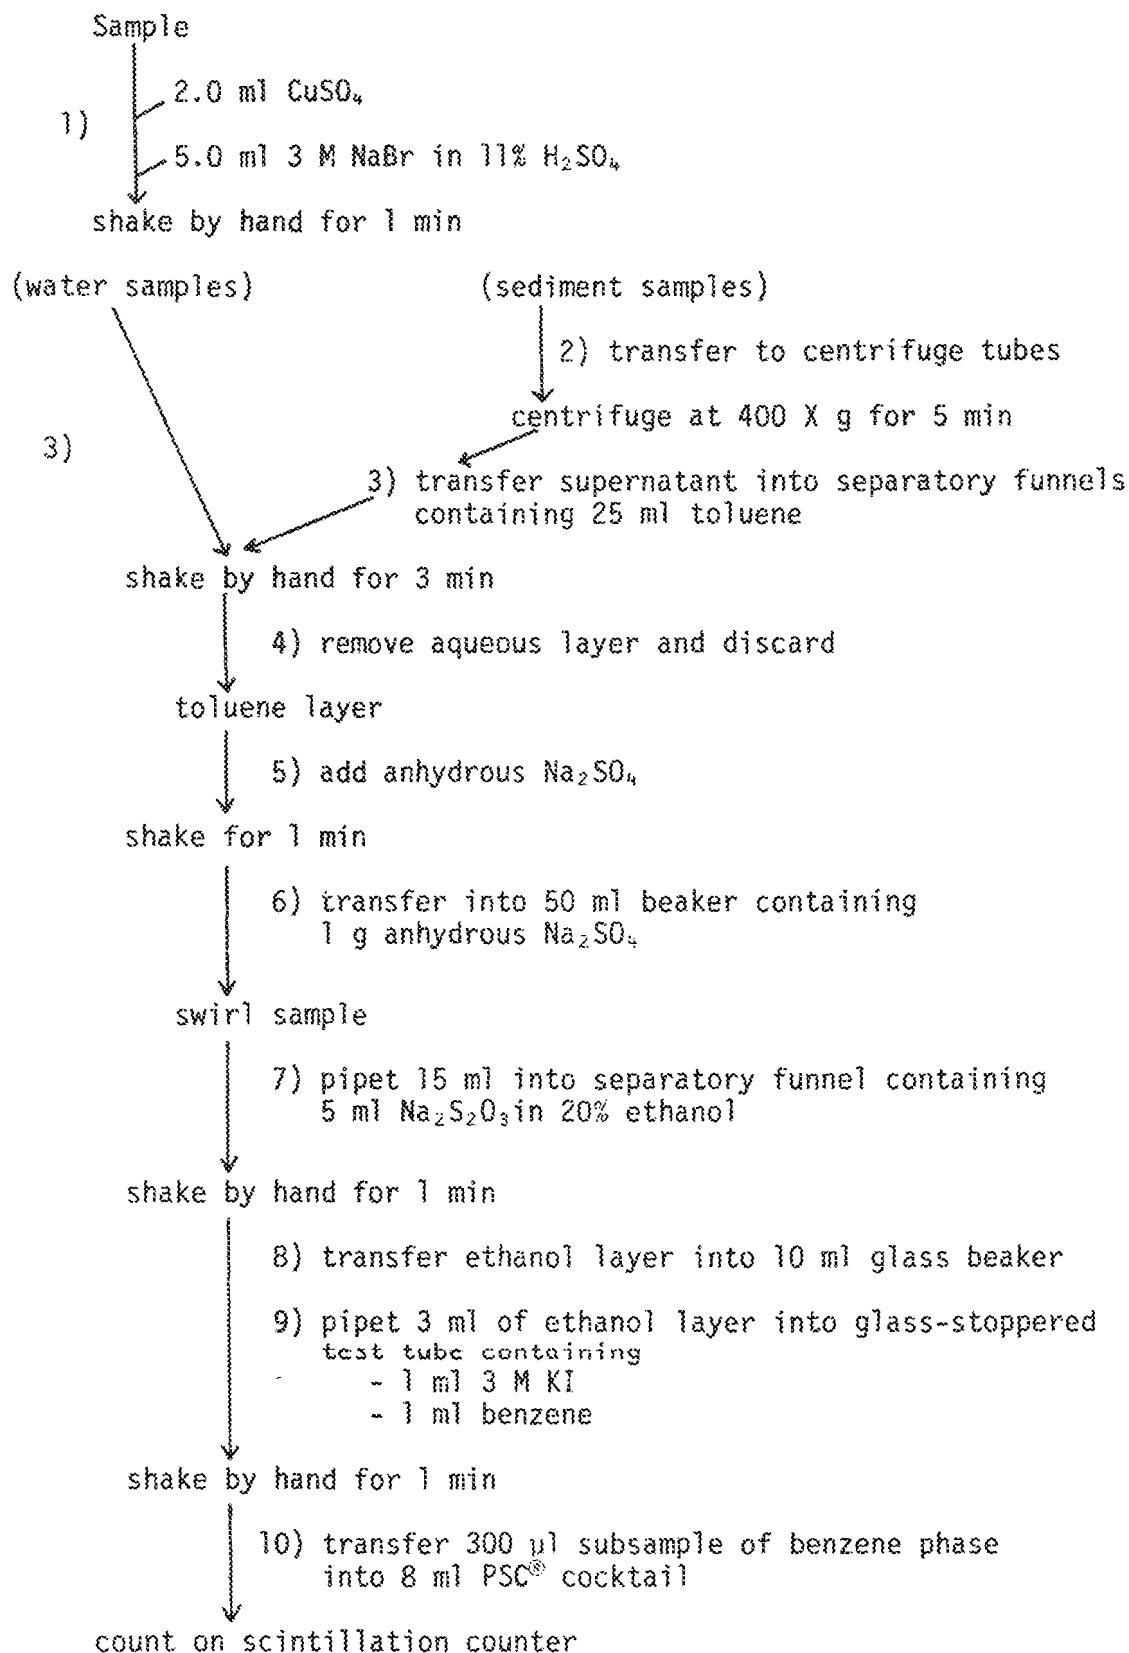 Sample
2.0 ml CuSO₄
1)
5.0 ml 3 M NaBr in 11% H₂SO₄
shake by hand for 1 min
(water samples) (sediment samples)
2) transfer to centrifuge tubes
centrifuge at 400 X g for 5 min
3)
3) transfer supernatant into separatory funnels
containing 25 ml toluene
shake by hand for 3 min
4) remove aqueous layer and discard
toluene layer
5) add anhydrous Na₂SO₄
shake for 1 min
6) transfer into 50 ml beaker containing
1 g anhydrous Na₂SO₄
swirl sample
7) pipet 15 ml into separatory funnel containing
5 ml Na₂S₂O₃ in 20% ethanol
shake by hand for 1 min
8) transfer ethanol layer into 10 ml glass beaker
9) pipet 3 ml of ethanol layer into glass-stoppered
test tube containing
- 1 ml 3 M KI
- 1 ml benzene
shake by hand for 1 min
10) transfer 300 µl subsample of benzene phase
into 8 ml PSC® cocktail
count on scintillation counter